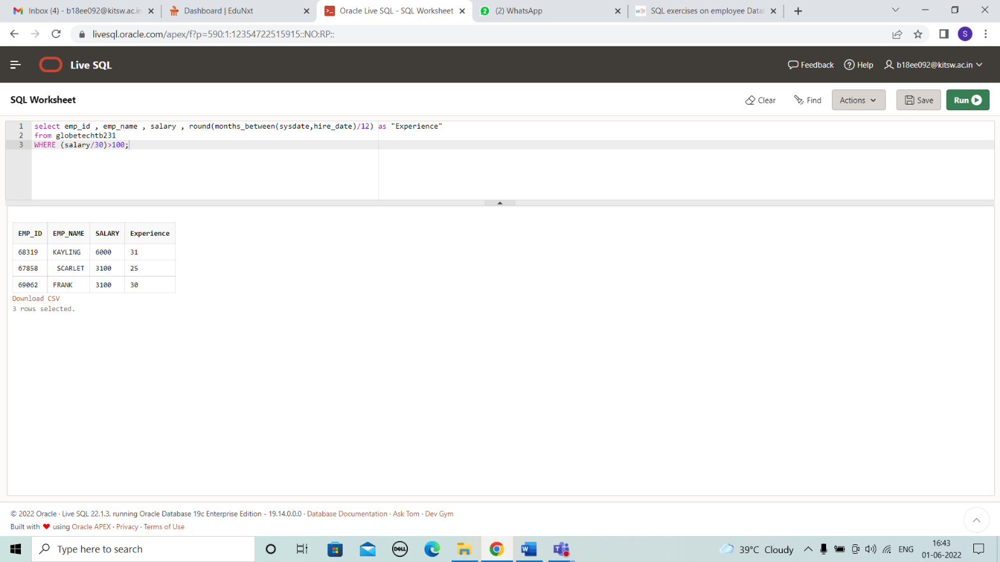 Inbox (4) - b18ee092@kitsw.ac.in
Dashboard | EduNxt
Oracle Live SQL - SQL Worksheet
2 (2) WhatsApp
w3r SQL exercises on employee Data
livesql.oracle.com/apex/f?p=590:1:12354722515915::NO:RP::
S
Live SQL
Feedback
Help
b18ee092@kitsw.ac.in
SQL Worksheet
Clear
Find
Actions
Save
Run
1 select emp_id , emp_name , salary , round(months_between(sysdate,hire_date)/12) as "Experience"
2 from globetechtb231
3 WHERE (salary/30)>100;
EMP_ID EMP_NAME SALARY Experience
68319 KAYLING 6000 31
67858 SCARLET 3100 25
69062 FRANK 3100 30
Download CSV
3 rows selected.
© 2022 Oracle · Live SQL 22.1.3, running Oracle Database 19c Enterprise Edition - 19.14.0.0.0 · Database Documentation · Ask Tom · Dev Gym
Built with ❤ using Oracle APEX · Privacy · Terms of Use
Type here to search
DELL
39°C Cloudy
ENG
16:43
01-06-2022